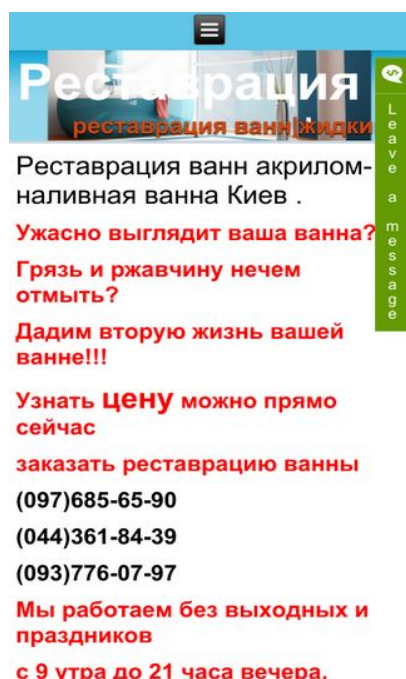 Реставрация
реставрация ванн|жидки
Реставрация ванн акрилом-
наливная ванна Киев .
Ужасно выглядит ваша ванна?
Грязь и ржавчину нечем
отмыть?
Дадим вторую жизнь вашей
ванне!!!
Узнать цену можно прямо
сейчас
заказать реставрацию ванны
(097)685-65-90
(044)361-84-39
(093)776-07-97
Мы работаем без выходных и
праздников
с 9 утра до 21 часа вечера.
Leave a message